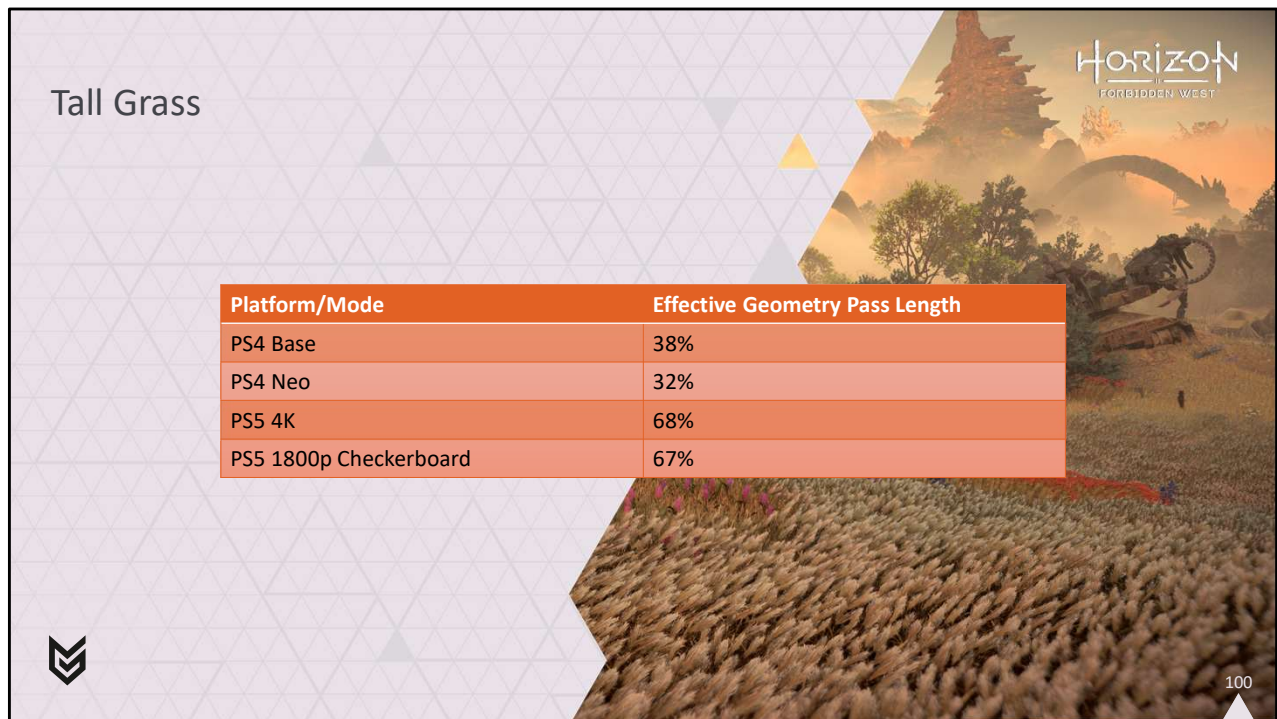 HORIZON
FORBIDDEN WEST
Tall Grass
Platform/Mode Effective Geometry Pass Length
PS4 Base 38%
PS4 Neo 32%
PS5 4K 68%
PS5 1800p Checkerboard 67%
100